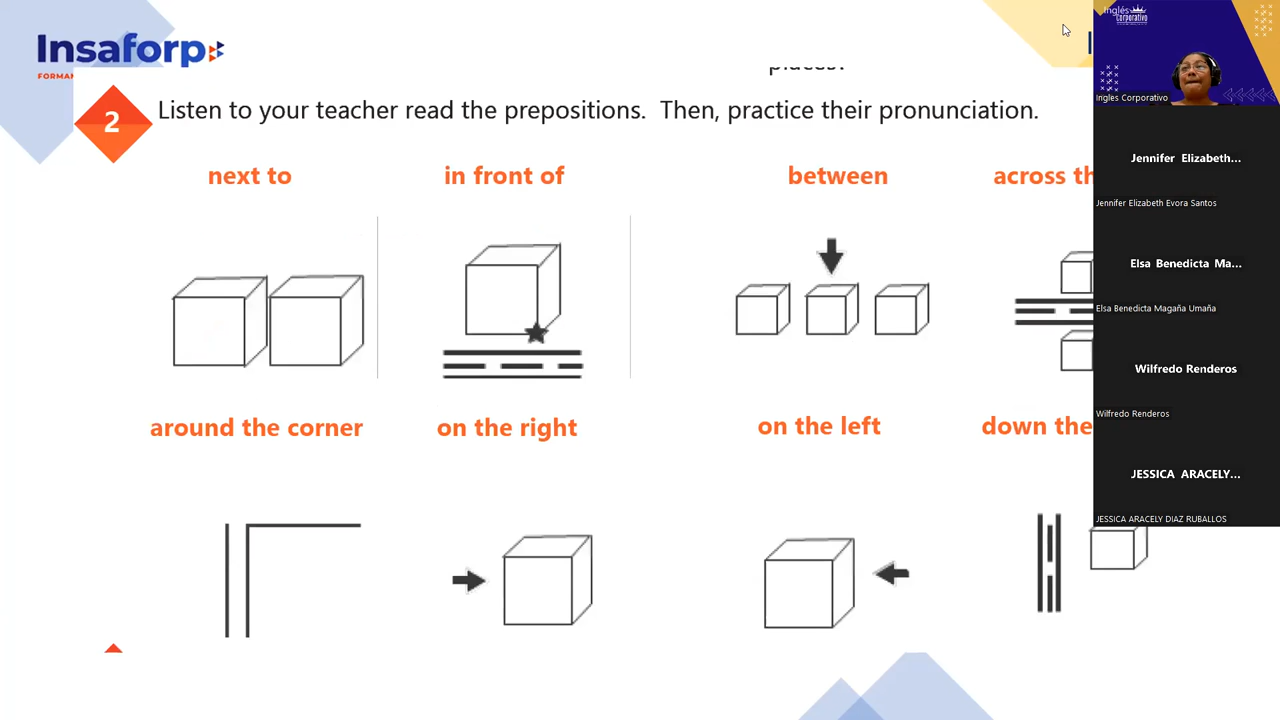 Insaforp
places?
2
Listen to your teacher read the prepositions. Then, practice their pronunciation.
next to
in front of
between
across th
around the corner
on the right
on the left
down the
Inglés
Corporativo
Ingles Corporativo
Jennifer Elizabeth...
Jennifer Elizabeth Evora Santos
Elsa Benedicta Ma...
Elsa Benedicta Magaña Umaña
Wilfredo Renderos
Wilfredo Renderos
JESSICA ARACELY...
JESSICA ARACELY DIAZ RUBALLOS